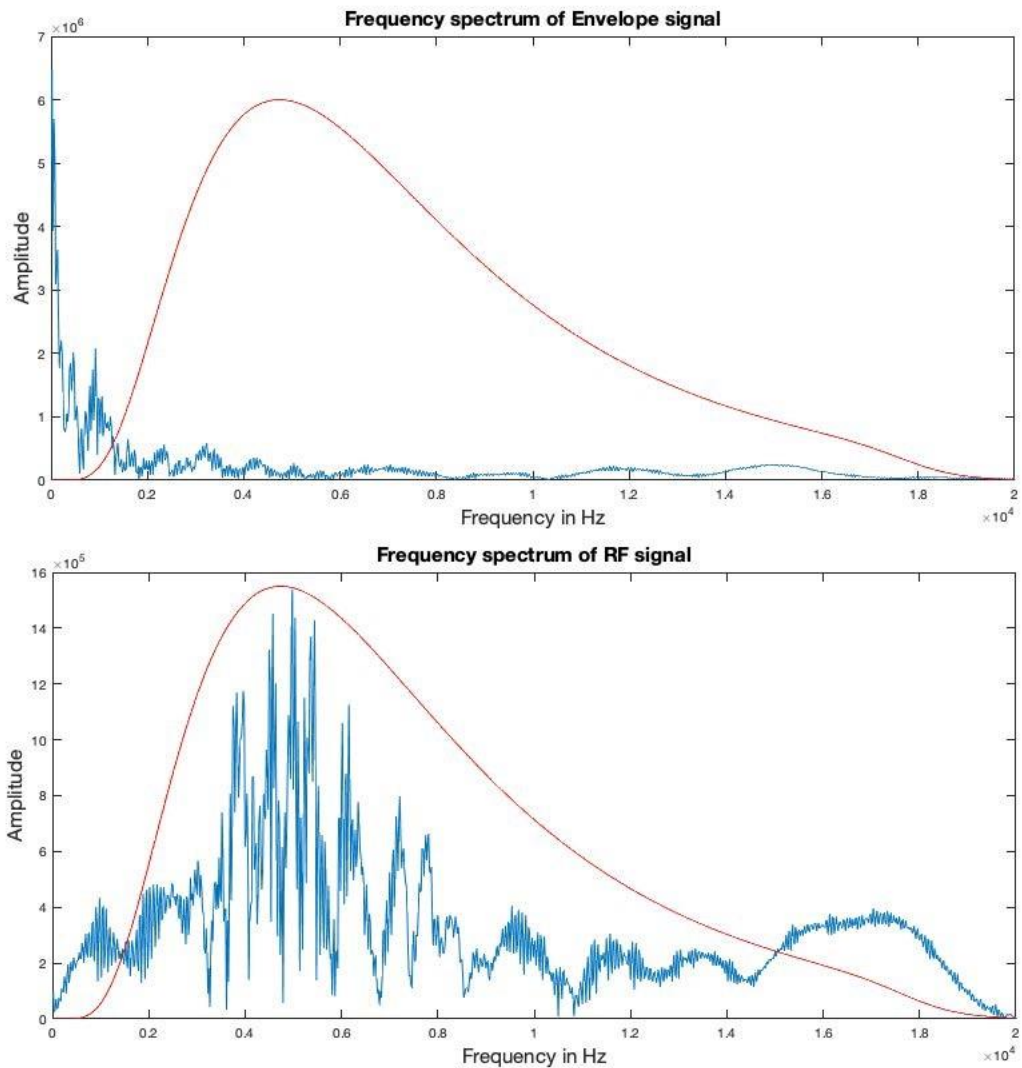 Frequency spectrum of Envelope signal
×10⁶
7
6
5
4
3
2
1
0
Amplitude
0 0.2 0.4 0.6 0.8 1 1.2 1.4 1.6 1.8 2
Frequency in Hz
×10⁴
Frequency spectrum of RF signal
×10⁵
16
14
12
10
8
6
4
2
0
Amplitude
0 0.2 0.4 0.6 0.8 1 1.2 1.4 1.6 1.8 2
Frequency in Hz
×10⁴